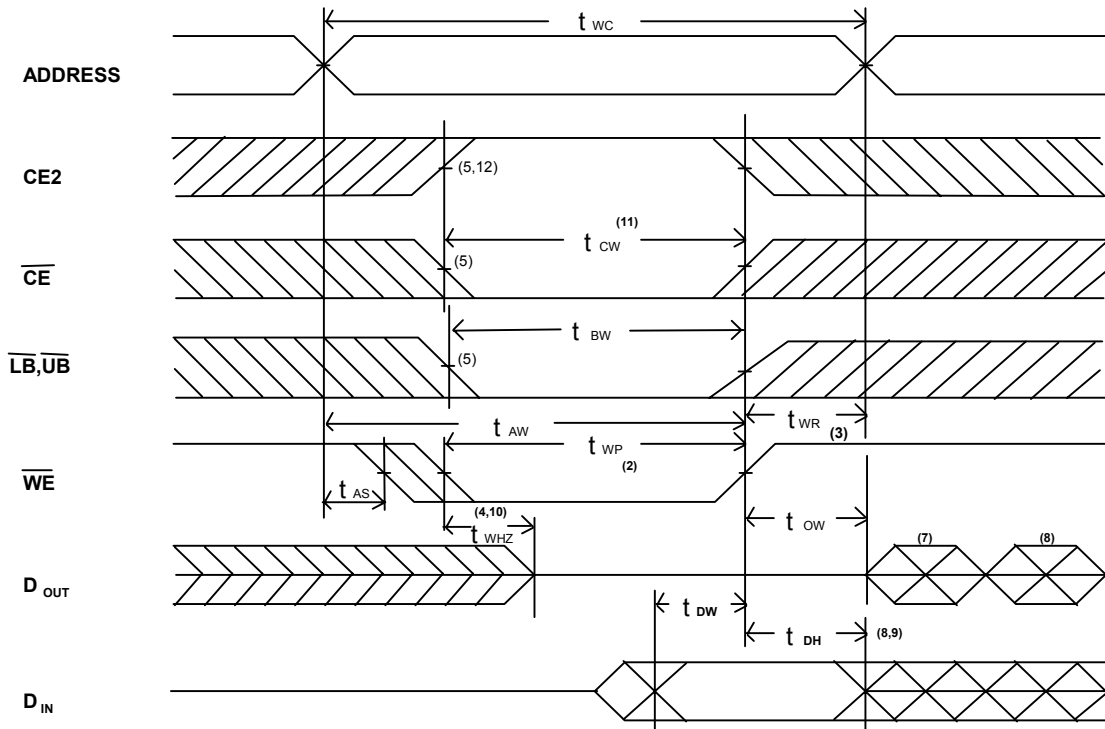 t WC
ADDRESS
CE2
(5,12)
(11)
t CW
CE
(5)
t BW
LB,UB
(5)
t AW
t WR
(3)
WE
t WP
(2)
t AS
(4,10)
t WHZ
t OW
(7)
(8)
D OUT
t DW
t DH
(8,9)
D IN